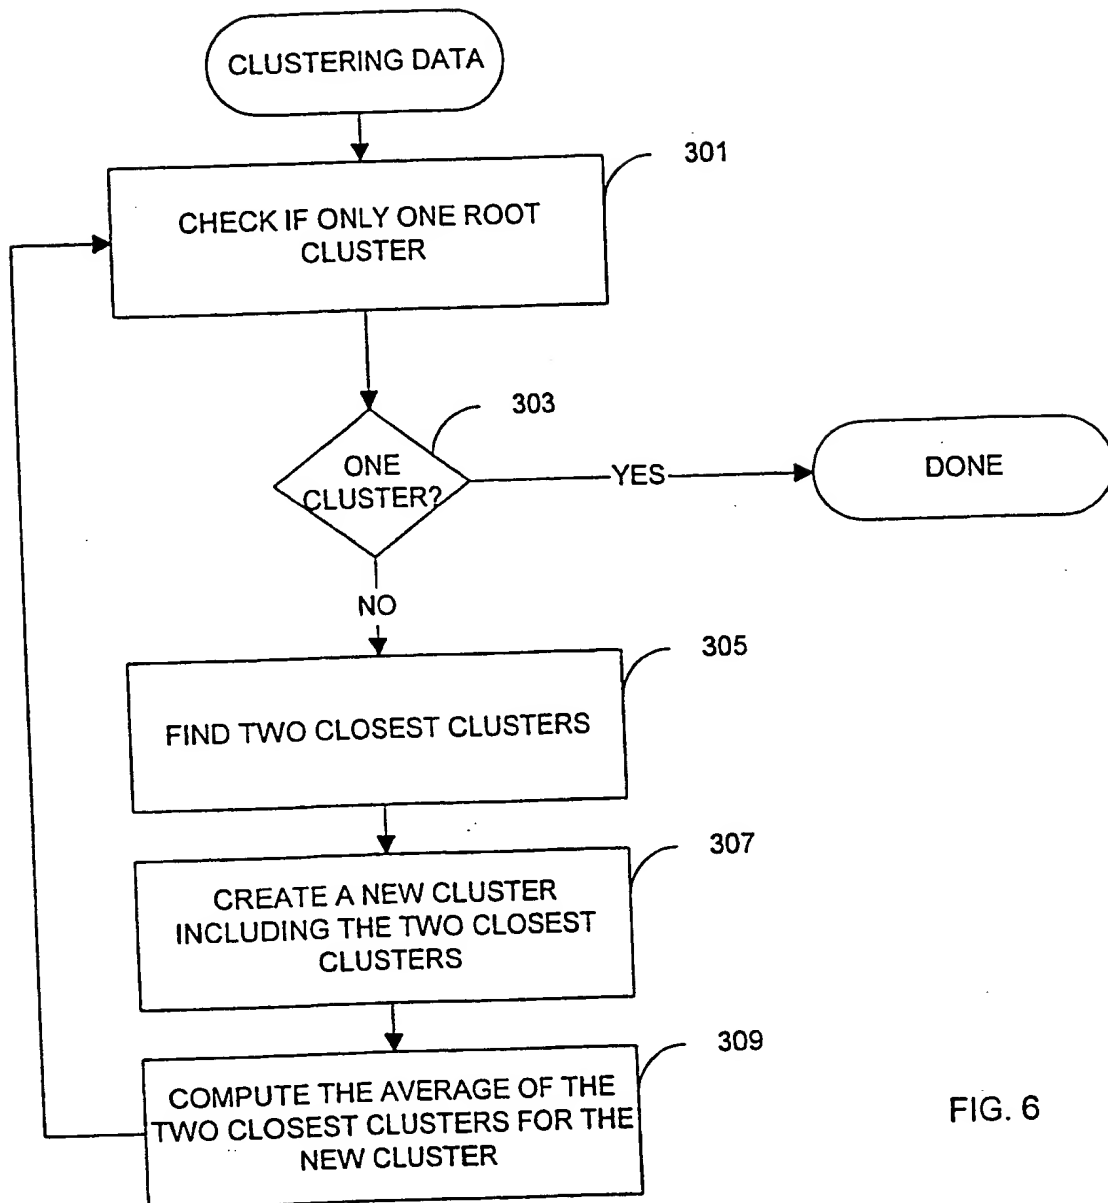 CLUSTERING DATA
301
CHECK IF ONLY ONE ROOT
CLUSTER
303
ONE
CLUSTER?
YES
DONE
NO
305
FIND TWO CLOSEST CLUSTERS
307
CREATE A NEW CLUSTER
INCLUDING THE TWO CLOSEST
CLUSTERS
309
COMPUTE THE AVERAGE OF THE
TWO CLOSEST CLUSTERS FOR THE
NEW CLUSTER
FIG. 6